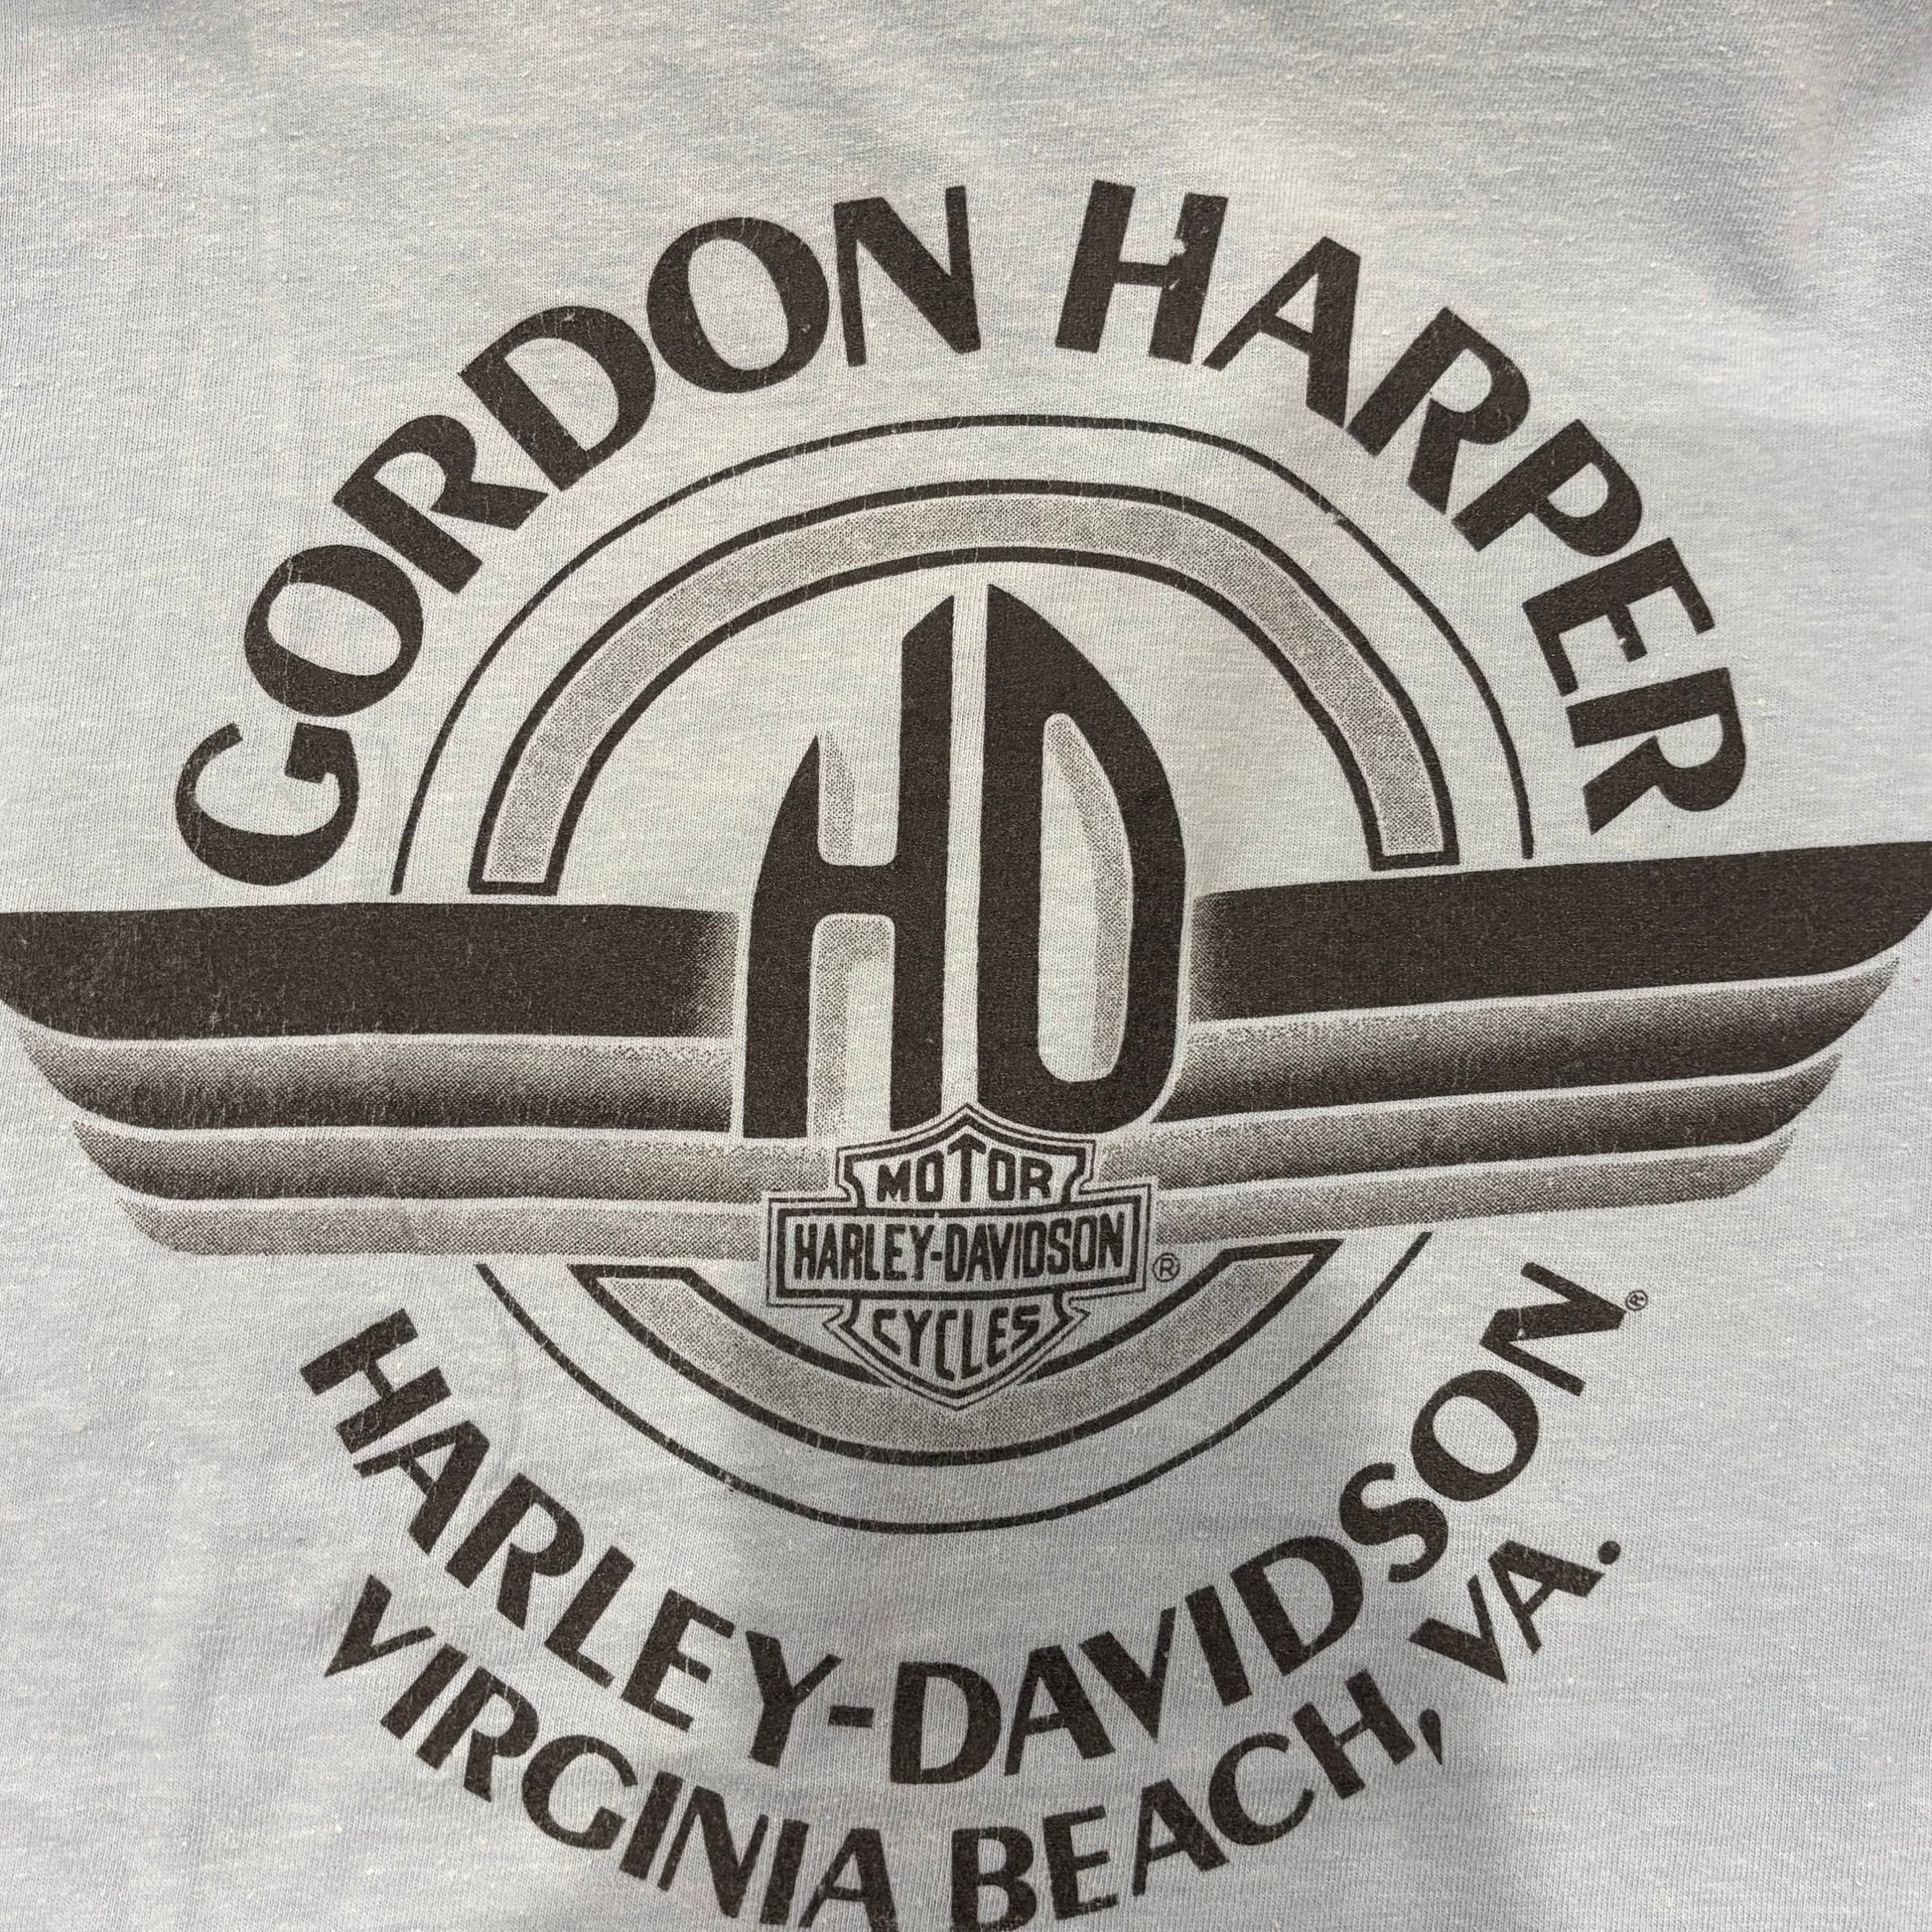 GORDON HARPER
HD
MOTOR
HARLEY-DAVIDSON ®
CYCLES
HARLEY-DAVIDSON ®
VIRGINIA BEACH, VA.